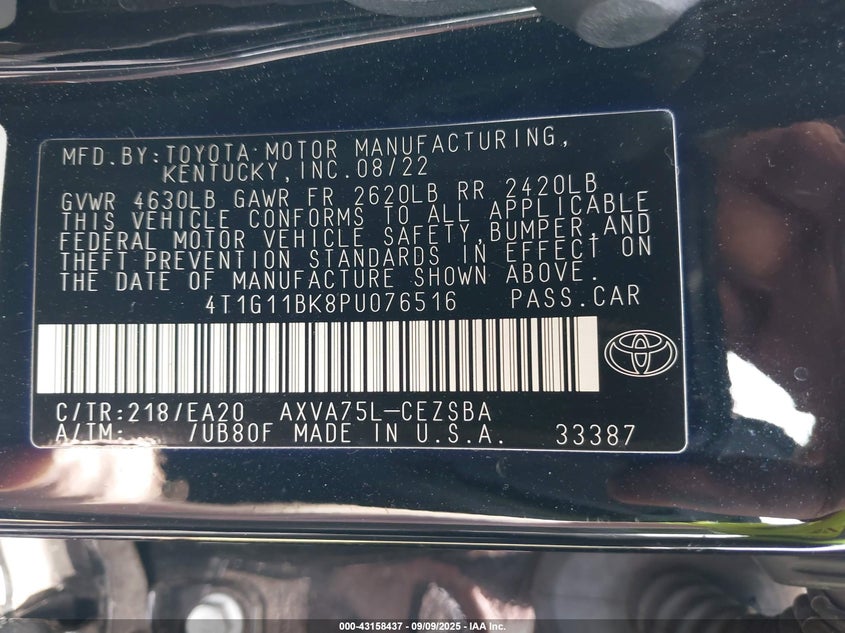 MFD.BY:TOYOTA MOTOR MANUFACTURING,
KENTUCKY,INC.08/22
GVWR 4630LB GAWR FR 2620LB RR 2420LB
THIS VEHICLE CONFORMS TO ALL APPLICABLE
FEDERAL MOTOR VEHICLE SAFETY,BUMPER,AND
THEFT PREVENTION STANDARDS IN EFFECT ON
THE DATE OF MANUFACTURE SHOWN ABOVE.
4T1G11BK8PU076516 PASS.CAR
C/TR:218/EA20 AXVA75L-CEZSBA
A/TM: /UB80F MADE IN U.S.A. 33387
000-43158437 - 09/09/2025 - IAA Inc.